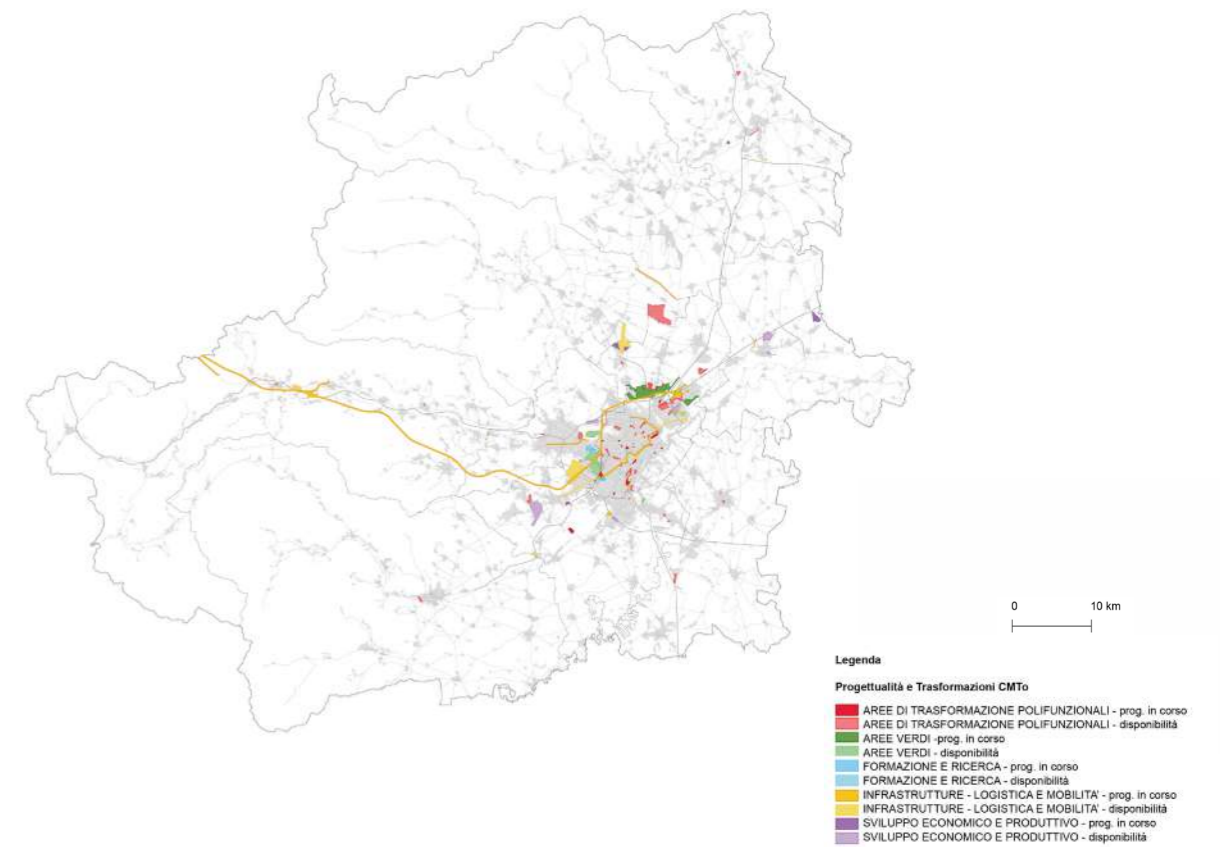 0 10 km
Legenda
Progettualità e Trasformazioni CMTo
AREE DI TRASFORMAZIONE POLIFUNZIONALI - prog. in corso
AREE DI TRASFORMAZIONE POLIFUNZIONALI - disponibilità
AREE VERDI -prog. in corso
AREE VERDI - disponibilità
FORMAZIONE E RICERCA - prog. in corso
FORMAZIONE E RICERCA - disponibilità
INFRASTRUTTURE - LOGISTICA E MOBILITA' - prog. in corso
INFRASTRUTTURE - LOGISTICA E MOBILITA' - disponibilità
SVILUPPO ECONOMICO E PRODUTTIVO - prog. in corso
SVILUPPO ECONOMICO E PRODUTTIVO - disponibilità